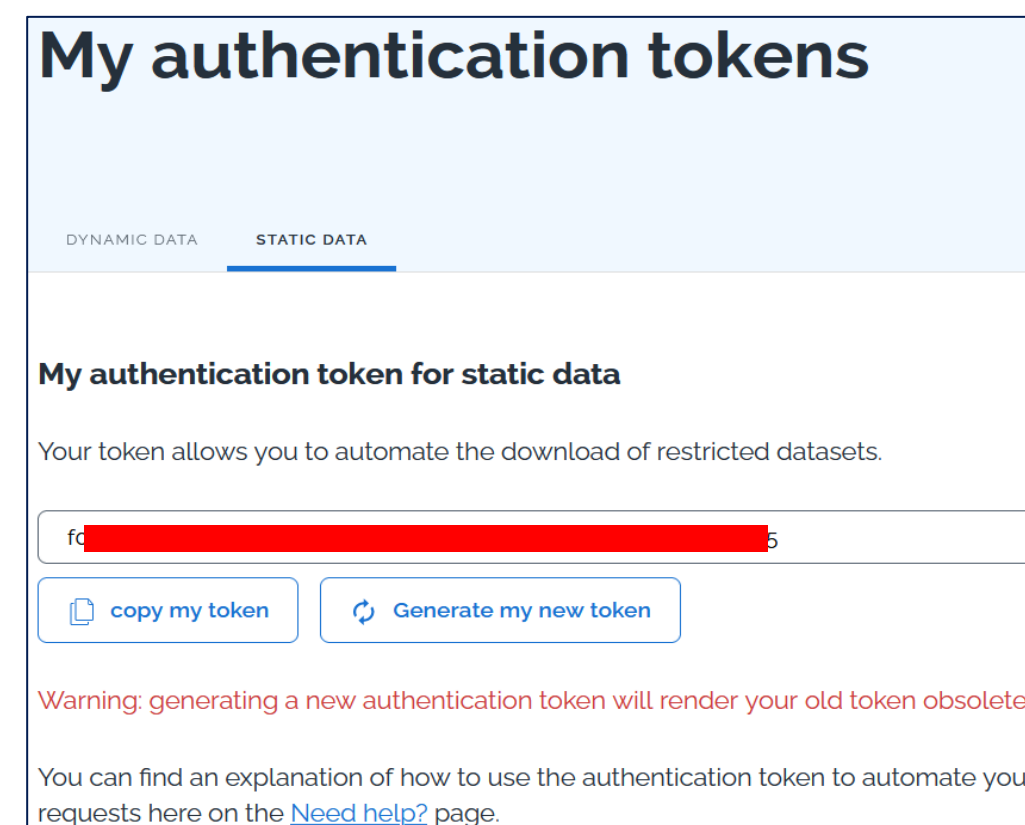 My authentication tokens
DYNAMIC DATA STATIC DATA
My authentication token for static data
Your token allows you to automate the download of restricted datasets.
5
copy my token Generate my new token
Warning: generating a new authentication token will render your old token obsolete
You can find an explanation of how to use the authentication token to automate you
requests here on the Need help? page.